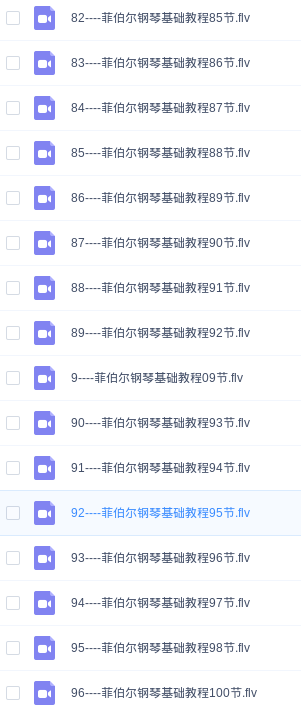 82----菲伯尔钢琴基础教程85节.flv
83----菲伯尔钢琴基础教程86节.flv
84----菲伯尔钢琴基础教程87节.flv
85----菲伯尔钢琴基础教程88节.flv
86----菲伯尔钢琴基础教程89节.flv
87----菲伯尔钢琴基础教程90节.flv
88----菲伯尔钢琴基础教程91节.flv
89----菲伯尔钢琴基础教程92节.flv
9----菲伯尔钢琴基础教程09节.flv
90----菲伯尔钢琴基础教程93节.flv
91----菲伯尔钢琴基础教程94节.flv
92----菲伯尔钢琴基础教程95节.flv
93----菲伯尔钢琴基础教程96节.flv
94----菲伯尔钢琴基础教程97节.flv
95----菲伯尔钢琴基础教程98节.flv
96----菲伯尔钢琴基础教程100节.flv